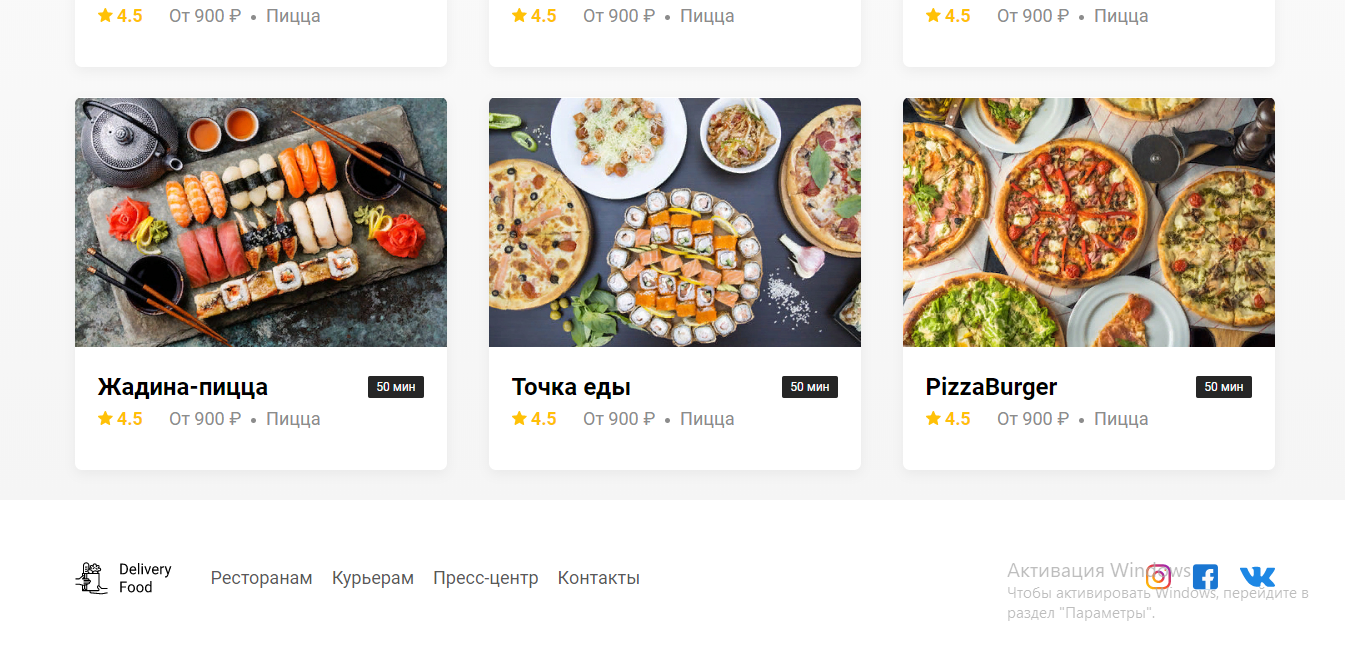 4.5 От 900 ₽ • Пицца
4.5 От 900 ₽ • Пицца
4.5 От 900 ₽ • Пицца
Жадина-пицца 50 мин
4.5 От 900 ₽ • Пицца
Точка еды 50 мин
4.5 От 900 ₽ • Пицца
PizzaBurger 50 мин
4.5 От 900 ₽ • Пицца
Delivery
Food
Ресторанам Курьерам Пресс-центр Контакты
Активация Windows
Чтобы активировать Windows, перейдите в
раздел "Параметры".